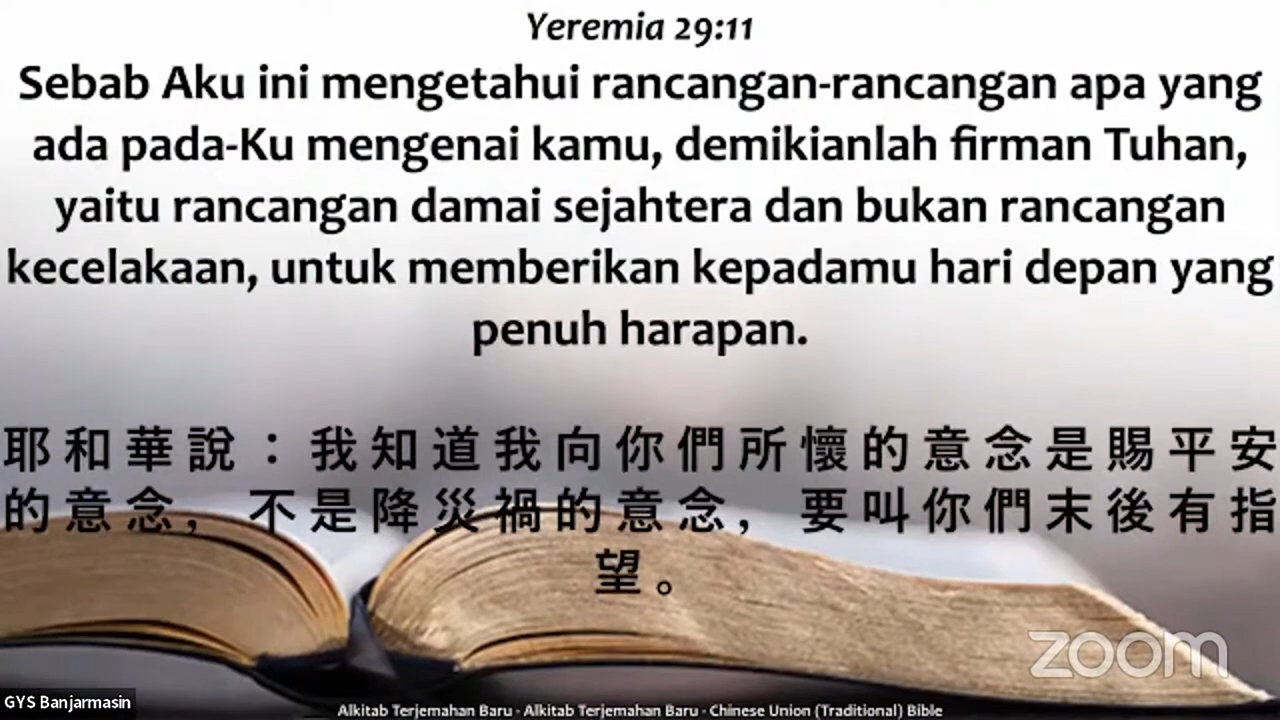 Yeremia 29:11
Sebab Aku ini mengetahui rancangan-rancangan apa yang
ada pada-Ku mengenai kamu, demikianlah firman Tuhan,
yaitu rancangan damai sejahtera dan bukan rancangan
kecelakaan, untuk memberikan kepadamu hari depan yang
penuh harapan.
耶和華說：我知道我向你們所懷的意念是賜平安
的意念，不是降災禍的意念，要叫你們末後有指
望。
zoom
GYS Banjarmasin
Alkitab Terjemahan Baru - Alkitab Terjemahan Baru - Chinese Union (Traditional) Bible